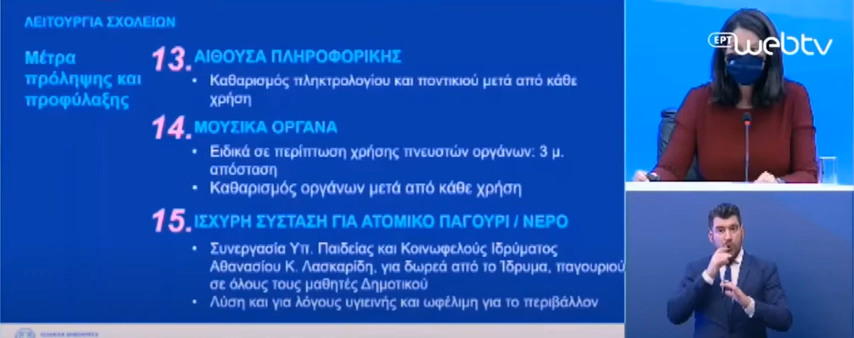 ΛΕΙΤΟΥΡΓΙΑ ΣΧΟΛΕΙΩΝ
Μέτρα
πρόληψης και
προφύλαξης
13. ΑΙΘΟΥΣΑ ΠΛΗΡΟΦΟΡΙΚΗΣ
• Καθαρισμός πληκτρολογίου και ποντικιού μετά από κάθε
χρήση
14. ΜΟΥΣΙΚΑ ΟΡΓΑΝΑ
• Ειδικά σε περίπτωση χρήσης πνευστών οργάνων: 3 μ.
απόσταση
• Καθαρισμός οργάνων μετά από κάθε χρήση
15. ΙΣΧΥΡΗ ΣΥΣΤΑΣΗ ΓΙΑ ΑΤΟΜΙΚΟ ΠΑΓΟΥΡΙ / ΝΕΡΟ
• Συνεργασία Υπ. Παιδείας και Κοινωφελούς Ιδρύματος
Αθανασίου Κ. Λασκαρίδη, για δωρεά από το Ίδρυμα, παγουριού
σε όλους τους μαθητές Δημοτικού
• Λύση και για λόγους υγιεινής και ωφέλιμη για το περιβάλλον
ΕΡΤ webtv